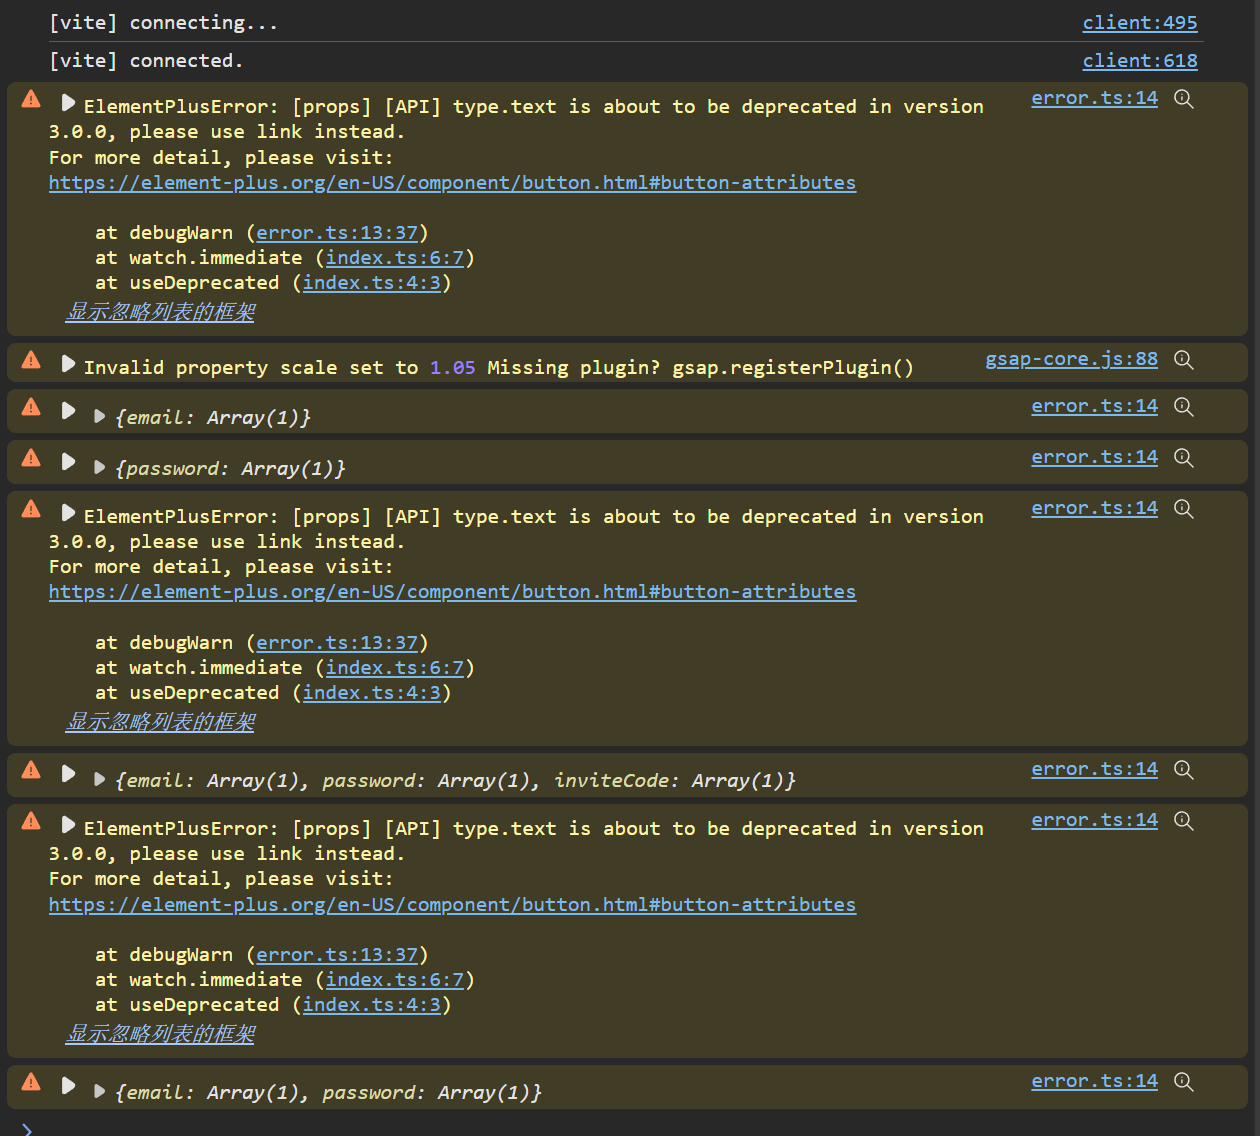 [vite] connecting... client:495
[vite] connected. client:618
ElementPlusError: [props] [API] type.text is about to be deprecated in version error.ts:14
3.0.0, please use link instead.
For more detail, please visit:
https://element-plus.org/en-US/component/button.html#button-attributes
at debugWarn (error.ts:13:37)
at watch.immediate (index.ts:6:7)
at useDeprecated (index.ts:4:3)
显示忽略列表的框架
Invalid property scale set to 1.05 Missing plugin? gsap.registerPlugin() gsap-core.js:88
{email: Array(1)} error.ts:14
{password: Array(1)} error.ts:14
ElementPlusError: [props] [API] type.text is about to be deprecated in version error.ts:14
3.0.0, please use link instead.
For more detail, please visit:
https://element-plus.org/en-US/component/button.html#button-attributes
at debugWarn (error.ts:13:37)
at watch.immediate (index.ts:6:7)
at useDeprecated (index.ts:4:3)
显示忽略列表的框架
{email: Array(1), password: Array(1), inviteCode: Array(1)} error.ts:14
ElementPlusError: [props] [API] type.text is about to be deprecated in version error.ts:14
3.0.0, please use link instead.
For more detail, please visit:
https://element-plus.org/en-US/component/button.html#button-attributes
at debugWarn (error.ts:13:37)
at watch.immediate (index.ts:6:7)
at useDeprecated (index.ts:4:3)
显示忽略列表的框架
{email: Array(1), password: Array(1)} error.ts:14